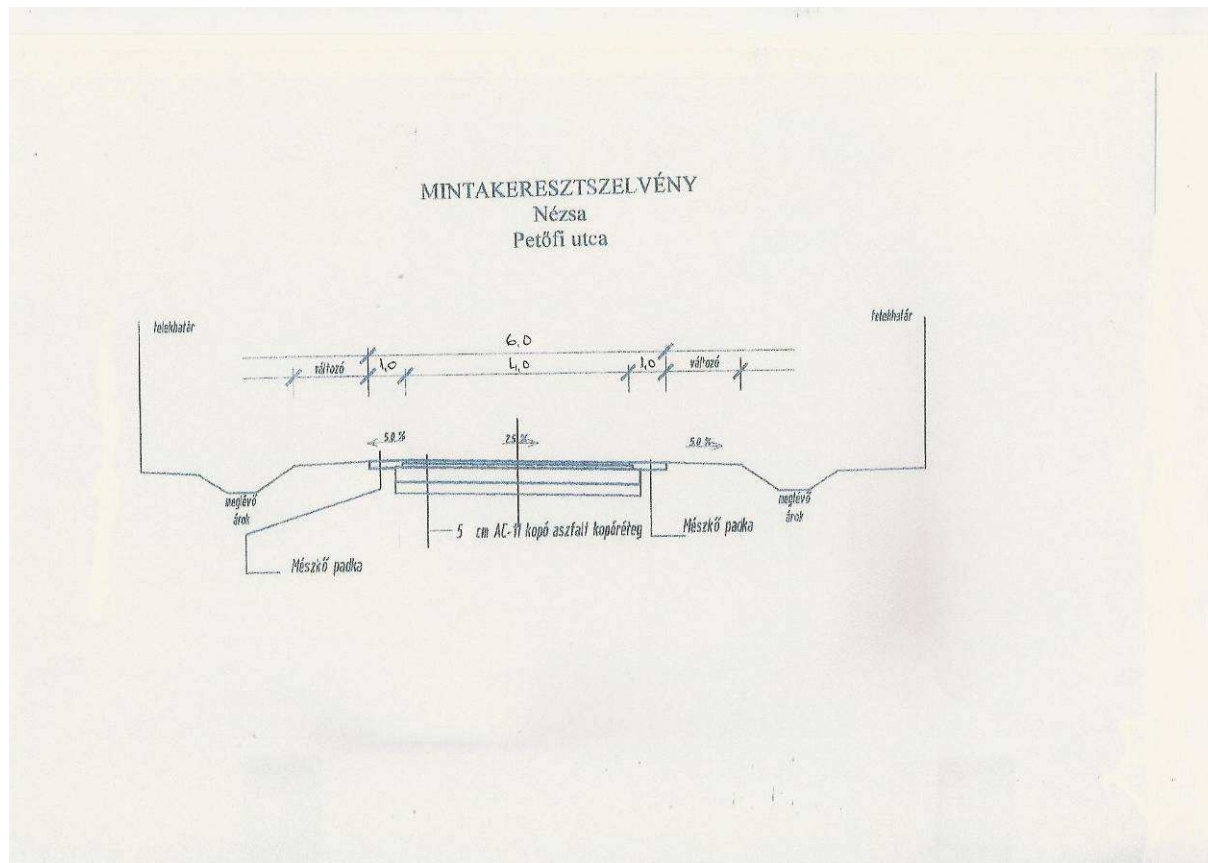 MINTAKERESZTSZELVÉNY
Nézsa
Petőfi utca
telekhatár
telekhatár
6,0
változó
1,0
4,0
1,0
változó
5.0 %
2.5 %
5.0 %
meglévő
árok
meglévő
árok
5 cm AC-11 kopó aszfalt kopóréteg
Mészkő padka
Mészkő padka